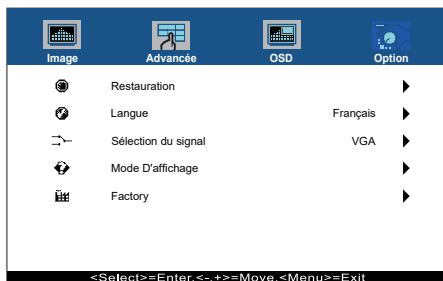 Image Advancée OSD Option
Restauration
Langue Français
Sélection du signal VGA
Mode D'affichage
Factory
<Select>=Enter,<-,+>=Move,<Menu>=Exit